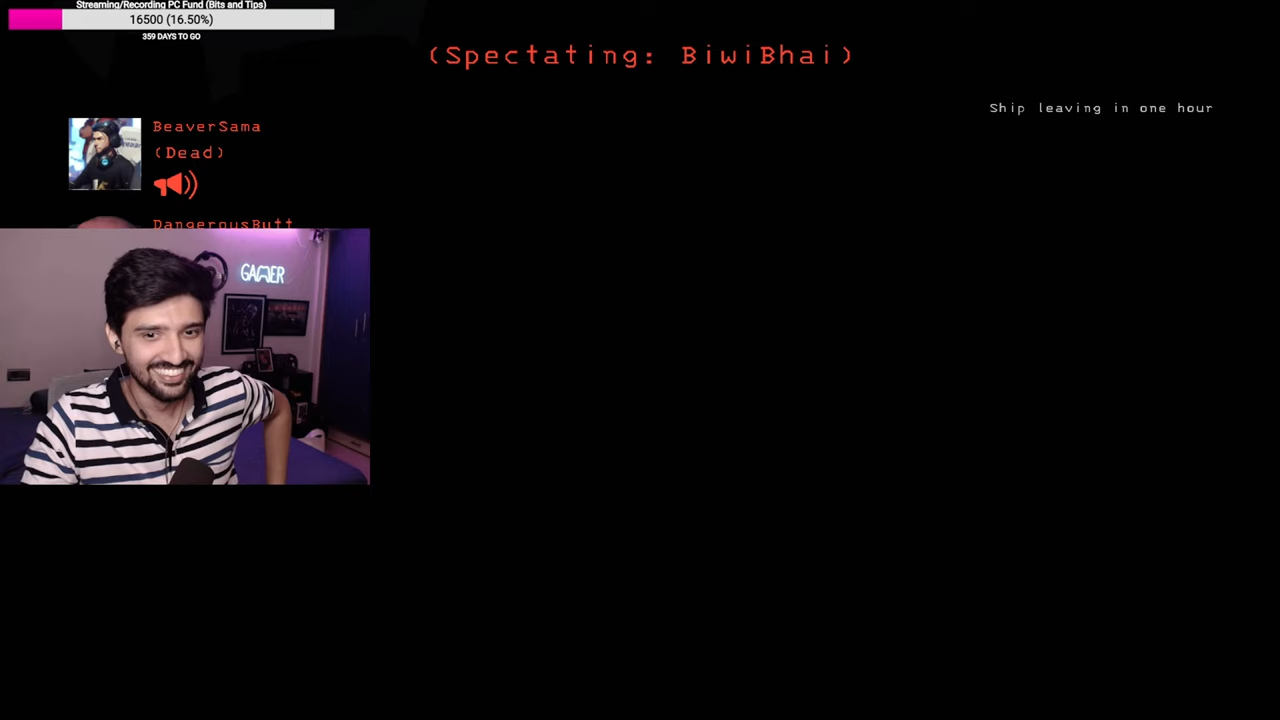 Streaming/Recording PC Fund (Bits and Tips)
16500 (16.50%)
359 DAYS TO GO
(Spectating: BiwiBhai)
Ship leaving in one hour
BeaverSama
(Dead)
DangerousButt
GAMER